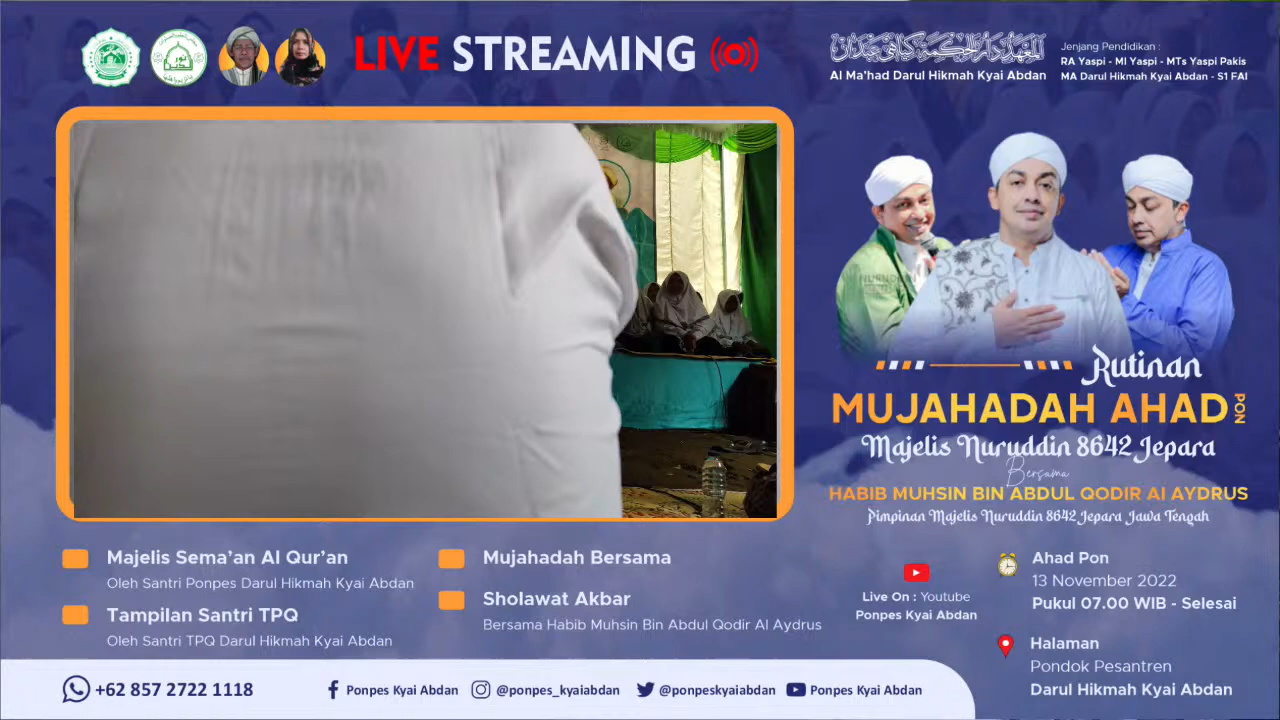 LIVE STREAMING
Al Ma'had Darul Hikmah Kyai Abdan
Jenjang Pendidikan :
RA Yaspi - MI Yaspi - MTs Yaspi Pakis
MA Darul Hikmah Kyai Abdan - S1 FAI
Rutinan
MUJAHADAH AHAD PON
Majelis Nuruddin 8642 Jepara
Bersama
HABIB MUHSIN BIN ABDUL QODIR Al AYDRUS
Pimpinan Majelis Nuruddin 8642 Jepara Jawa Tengah
Majelis Sema'an Al Qur'an
Oleh Santri Ponpes Darul Hikmah Kyai Abdan
Tampilan Santri TPQ
Oleh Santri TPQ Darul Hikmah Kyai Abdan
Mujahadah Bersama
Sholawat Akbar
Bersama Habib Muhsin Bin Abdul Qodir Al Aydrus
Live On : Youtube
Ponpes Kyai Abdan
Ahad Pon
13 November 2022
Pukul 07.00 WIB - Selesai
Halaman
Pondok Pesantren
Darul Hikmah Kyai Abdan
+62 857 2722 1118
Ponpes Kyai Abdan
@ponpes_kyaiabdan
@ponpeskyaiabdan
Ponpes Kyai Abdan